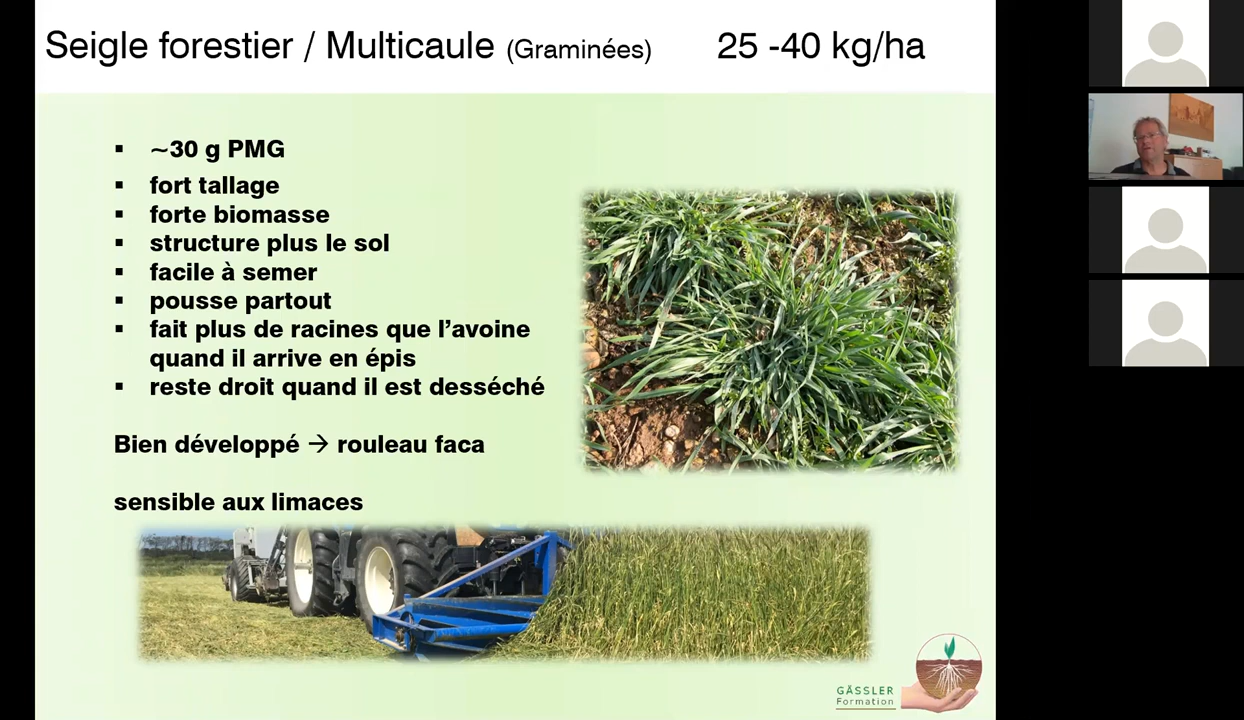 Seigle forestier / Multicaule (Graminées) 25 -40 kg/ha
▪ ~30 g PMG
▪ fort tallage
▪ forte biomasse
▪ structure plus le sol
▪ facile à semer
▪ pousse partout
▪ fait plus de racines que l’avoine
quand il arrive en épis
▪ reste droit quand il est desséché
Bien développé → rouleau faca
sensible aux limaces
GÄSSLER
Formation